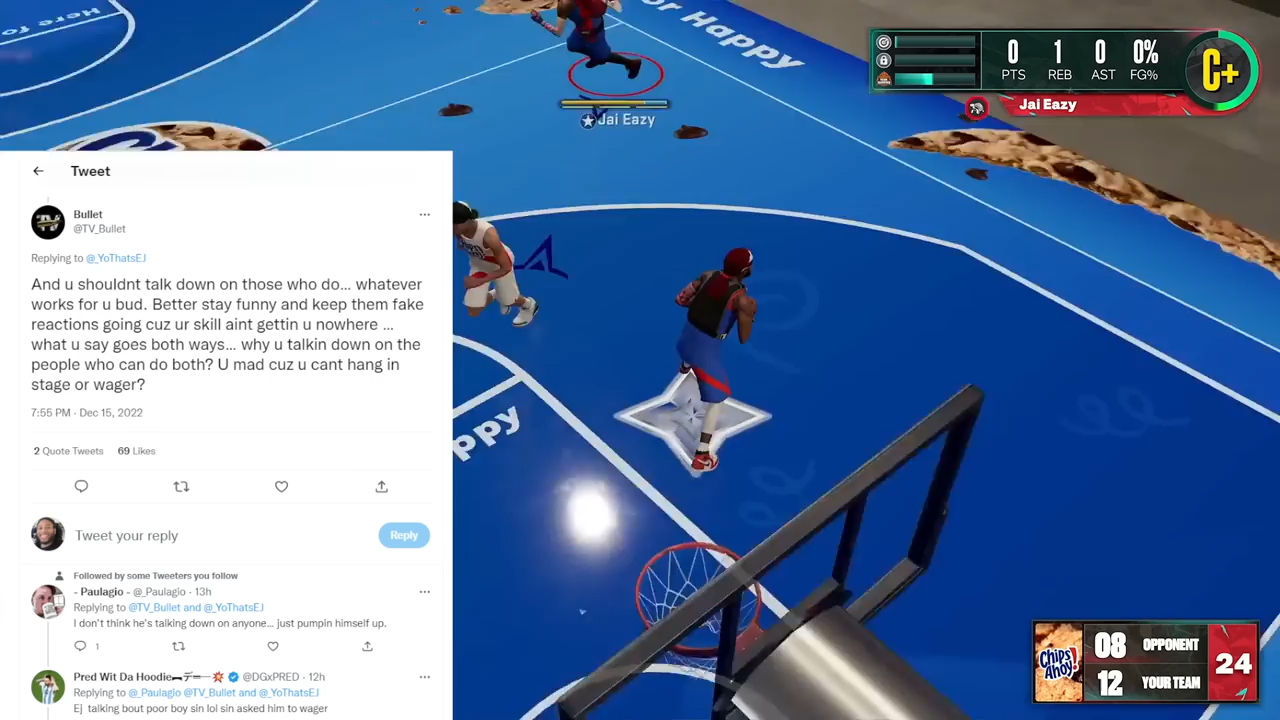 or Happy
0 1 0 0%
PTS REB AST FG%
C+
Jai Eazy
Jai Eazy
Tweet
Bullet
@TV_Bullet
Replying to @_YoThatsEJ
And u shouldnt talk down on those who do... whatever
works for u bud. Better stay funny and keep them fake
reactions going cuz ur skill aint gettin u nowhere ...
what u say goes both ways... why u talkin down on the
people who can do both? U mad cuz u cant hang in
stage or wager?
7:55 PM · Dec 15, 2022
2 Quote Tweets 69 Likes
Tweet your reply
Reply
Followed by some Tweeters you follow
- Paulagio - @_Paulagio · 13h
Replying to @TV_Bullet and @_YoThatsEJ
I don't think he's talking down on anyone... just pumpin himself up.
1
Pred Wit Da Hoodie @DGxPRED · 12h
Replying to @_Paulagio @TV_Bullet and @_YoThatsEJ
Ej talking bout poor boy sin lol sin asked him to wager
ppy
Chips Ahoy!
08 OPPONENT
12 YOUR TEAM
24